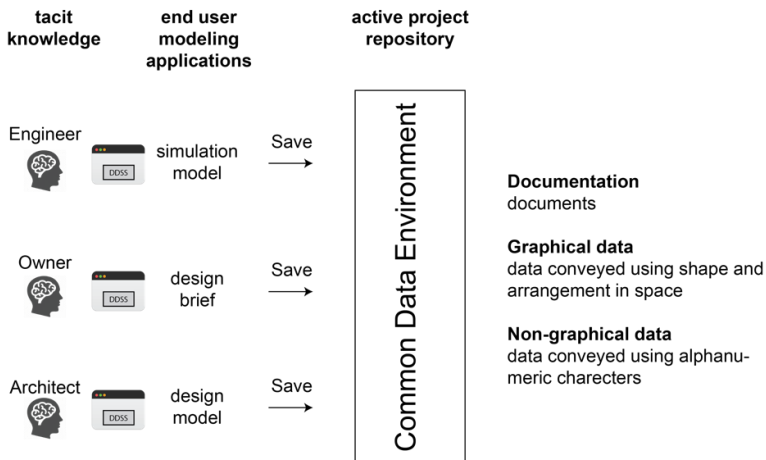 tacit
knowledge
end user
modeling
applications
active project
repository
Engineer
DDSS
simulation
model
Save
Owner
DDSS
design
brief
Save
Architect
DDSS
design
model
Save
Common Data Environment
Documentation
documents
Graphical data
data conveyed using shape and
arrangement in space
Non-graphical data
data conveyed using alphanu-
meric charecters